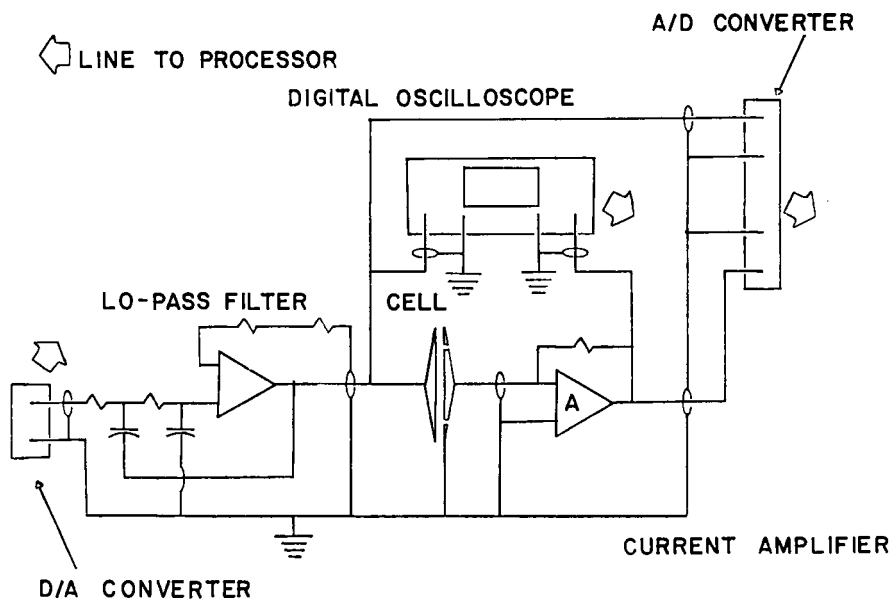 A/D CONVERTER
LINE TO PROCESSOR
DIGITAL OSCILLOSCOPE
LO-PASS FILTER
CELL
A
CURRENT AMPLIFIER
D/A CONVERTER